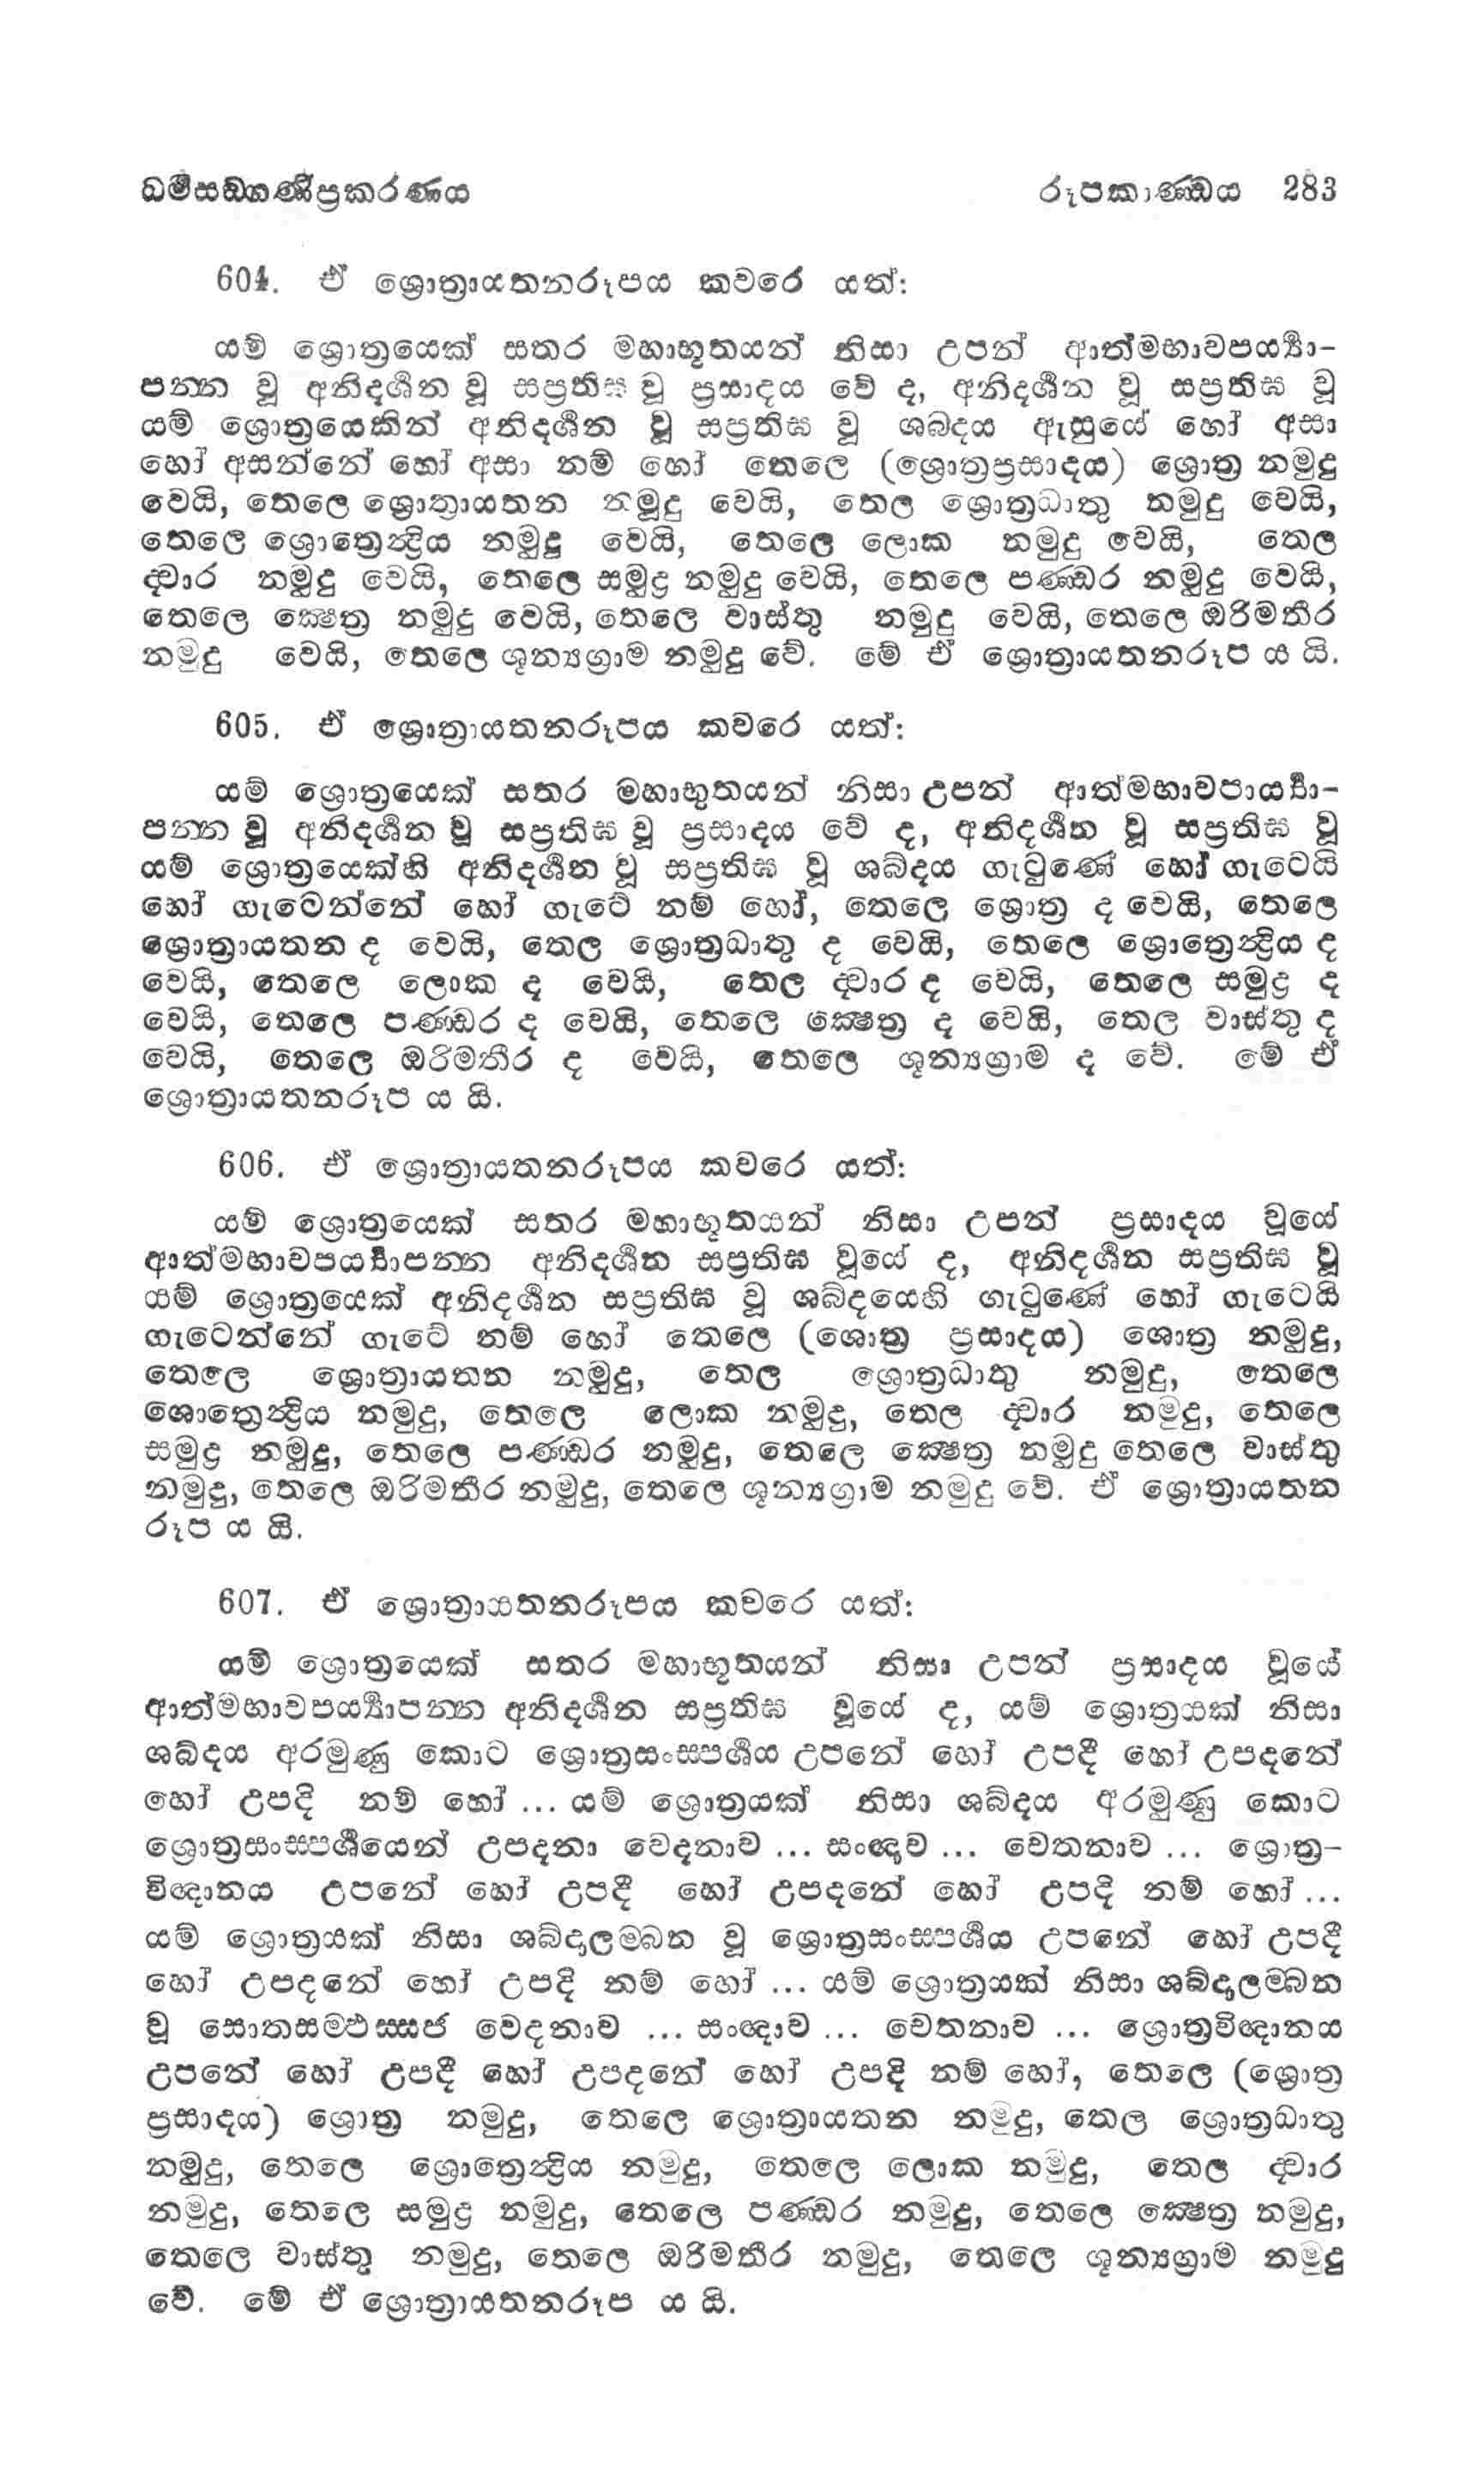 ධම්මසඞ්ගණිප්‍රකරණය රූපකාණ්ඩය 283
604. ඒ ශ්‍රොත්‍රායතනරූපය කවරෙ යත්:
යම් ශ්‍රොත්‍රයෙක් සතර මහාභූතයන් නිසා උපන් ආත්මභාවපර්‍ය්‍යා-
පන්න වූ අනිදර්‍ශන වූ සප්‍රතිඝ වූ ප්‍රසාදය වේ ද, අනිදර්‍ශන වූ සප්‍රතිඝ වූ
යම් ශ්‍රොත්‍රයෙකින් අනිදර්‍ශන වූ සප්‍රතිඝ වූ ශබදය ඇසුයේ හෝ අසා
හෝ අසන්නේ හෝ අසා නම් හෝ තෙලෙ (ශ්‍රොත්‍රප්‍රසාදය) ශ්‍රොත්‍ර නමුදු
වෙයි, තෙලෙ ශ්‍රොත්‍රායතන නමුදු වෙයි, තෙල ශ්‍රොත්‍රධාතු නමුදු වෙයි,
තෙලෙ ශ්‍රොත්‍රෙන්‍ද්‍රිය නමුදු වෙයි, තෙලෙ ලොක නමුදු වෙයි, තෙල
ද්‍වාර නමුදු වෙයි, තෙලෙ සමුද්‍ර නමුදු වෙයි, තෙලෙ පණ්ඩර නමුදු වෙයි,
තෙලෙ ක්‍ෂෙත්‍ර නමුදු වෙයි, තෙලෙ වාස්තු නමුදු වෙයි, තෙලෙ ඔරිමතීර
නමුදු වෙයි, තෙලෙ ශූන්‍යග්‍රාම නමුදු වේ. මේ ඒ ශ්‍රොත්‍රායතනරූප ය යි.
605. ඒ ශ්‍රොත්‍රායතනරූපය කවරෙ යත්:
යම් ශ්‍රොත්‍රයෙක් සතර මහාභූතයන් නිසා උපන් ආත්මභාවපාර්‍ය්‍යා-
පන්න වූ අනිදර්‍ශන වූ සප්‍රතිඝ වූ ප්‍රසාදය වේ ද, අනිදර්‍ශන වූ සප්‍රතිඝ වූ
යම් ශ්‍රොත්‍රයෙක්හි අනිදර්‍ශන වූ සප්‍රතිඝ වූ ශබ්දය ගැටුණේ හෝ ගැටෙයි
හෝ ගැටෙන්නේ හෝ ගැටේ නම් හෝ, තෙලෙ ශ්‍රොත්‍ර ද වෙයි, තෙලෙ
ශ්‍රොත්‍රායතන ද වෙයි, තෙල ශ්‍රොත්‍රධාතු ද වෙයි, තෙලෙ ශ්‍රොත්‍රෙන්‍ද්‍රිය ද
වෙයි, තෙලෙ ලොක ද වෙයි, තෙල ද්‍වාර ද වෙයි, තෙලෙ සමුද්‍ර ද
වෙයි, තෙලෙ පණ්ඩර ද වෙයි, තෙලෙ ක්‍ෂෙත්‍ර ද වෙයි, තෙල වාස්තු ද
වෙයි, තෙලෙ ඔරිමතීර ද වෙයි, තෙලෙ ශූන්‍යග්‍රාම ද වේ. මේ ඒ
ශ්‍රොත්‍රායතනරූප ය යි.
606. ඒ ශ්‍රොත්‍රායතනරූපය කවරෙ යත්:
යම් ශ්‍රොත්‍රයෙක් සතර මහාභූතයන් නිසා උපන් ප්‍රසාදය වූයේ
ආත්මභාවපර්‍ය්‍යාපන්න අනිදර්‍ශන සප්‍රතිඝ වූයේ ද, අනිදර්‍ශන සප්‍රතිඝ වූ
යම් ශ්‍රොත්‍රයෙක් අනිදර්‍ශන සප්‍රතිඝ වූ ශබ්දයෙහි ගැටුණේ හෝ ගැටෙයි
ගැටෙන්නේ ගැටේ නම් හෝ තෙලෙ (ශොත්‍ර ප්‍රසාදය) ශොත්‍ර නමුදු,
තෙලෙ ශ්‍රොත්‍රායතන නමුදු, තෙල ශ්‍රොත්‍රධාතු නමුදු, තෙලෙ
ශොත්‍රෙන්‍ද්‍රිය නමුදු, තෙලෙ ලොක නමුදු, තෙල ද්‍වාර නමුදු, තෙලෙ
සමුද්‍ර නමුදු, තෙලෙ පණ්ඩර නමුදු, තෙලෙ ක්‍ෂෙත්‍ර නමුදු තෙලෙ වාස්තු
නමුදු, තෙලෙ ඔරිමතීර නමුදු, තෙලෙ ශූන්‍යග්‍රාම නමුදු වේ. ඒ ශ්‍රොත්‍රායතන
රූප ය යි.
607. ඒ ශ්‍රොත්‍රායතනරූපය කවරෙ යත්:
යම් ශ්‍රොත්‍රයෙක් සතර මහාභූතයන් නිසා උපන් ප්‍රසාදය වූයේ
ආත්මභාවපර්‍ය්‍යාපන්න අනිදර්‍ශන සප්‍රතිඝ වූයේ ද, යම් ශ්‍රොත්‍රයක් නිසා
ශබ්දය අරමුණු කොට ශ්‍රොත්‍රසංස්පර්‍ශය උපනේ හෝ උපදී හෝ උපදනේ
හෝ උපදි නම් හෝ ... යම් ශ්‍රොත්‍රයක් නිසා ශබ්දය අරමුණු කොට
ශ්‍රොත්‍රසංස්පර්‍ශයෙන් උපදනා වෙදනාව ... සංඥාව ... චෙතනාව ... ශ්‍රොත්‍ර-
විඥානය උපනේ හෝ උපදී හෝ උපදනේ හෝ උපදි නම් හෝ ...
යම් ශ්‍රොත්‍රයක් නිසා ශබ්දාලම්බන වූ ශ්‍රොත්‍රසංස්පර්‍ශය උපනේ හෝ උපදී
හෝ උපදනේ හෝ උපදි නම් හෝ ... යම් ශ්‍රොත්‍රයක් නිසා ශබ්දාලම්බන
වූ සොතසම්ඵස්සජ වෙදනාව ... සංඥාව ... චෙතනාව ... ශ්‍රොත්‍රවිඥානය
උපනේ හෝ උපදී හෝ උපදනේ හෝ උපදි නම් හෝ, තෙලෙ (ශ්‍රොත්‍ර
ප්‍රසාදය) ශ්‍රොත්‍ර නමුදු, තෙලෙ ශ්‍රොත්‍රායතන නමුදු, තෙල ශ්‍රොත්‍රධාතු
නමුදු, තෙලෙ ශ්‍රොත්‍රෙන්‍ද්‍රිය නමුදු, තෙලෙ ලොක නමුදු, තෙල ද්‍වාර
නමුදු, තෙලෙ සමුද්‍ර නමුදු, තෙලෙ පණ්ඩර නමුදු, තෙලෙ ක්‍ෂෙත්‍ර නමුදු,
තෙලෙ වාස්තු නමුදු, තෙලෙ ඔරිමතීර නමුදු, තෙලෙ ශූන්‍යග්‍රාම නමුදු
වේ. මේ ඒ ශ්‍රොත්‍රායතනරූප ය යි.